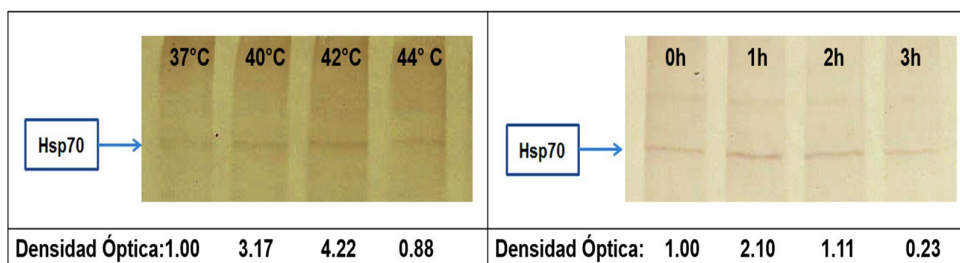 37°C 40°C 42°C 44° C
Hsp70
Densidad Óptica:1.00 3.17 4.22 0.88
0h 1h 2h 3h
Hsp70
Densidad Óptica: 1.00 2.10 1.11 0.23